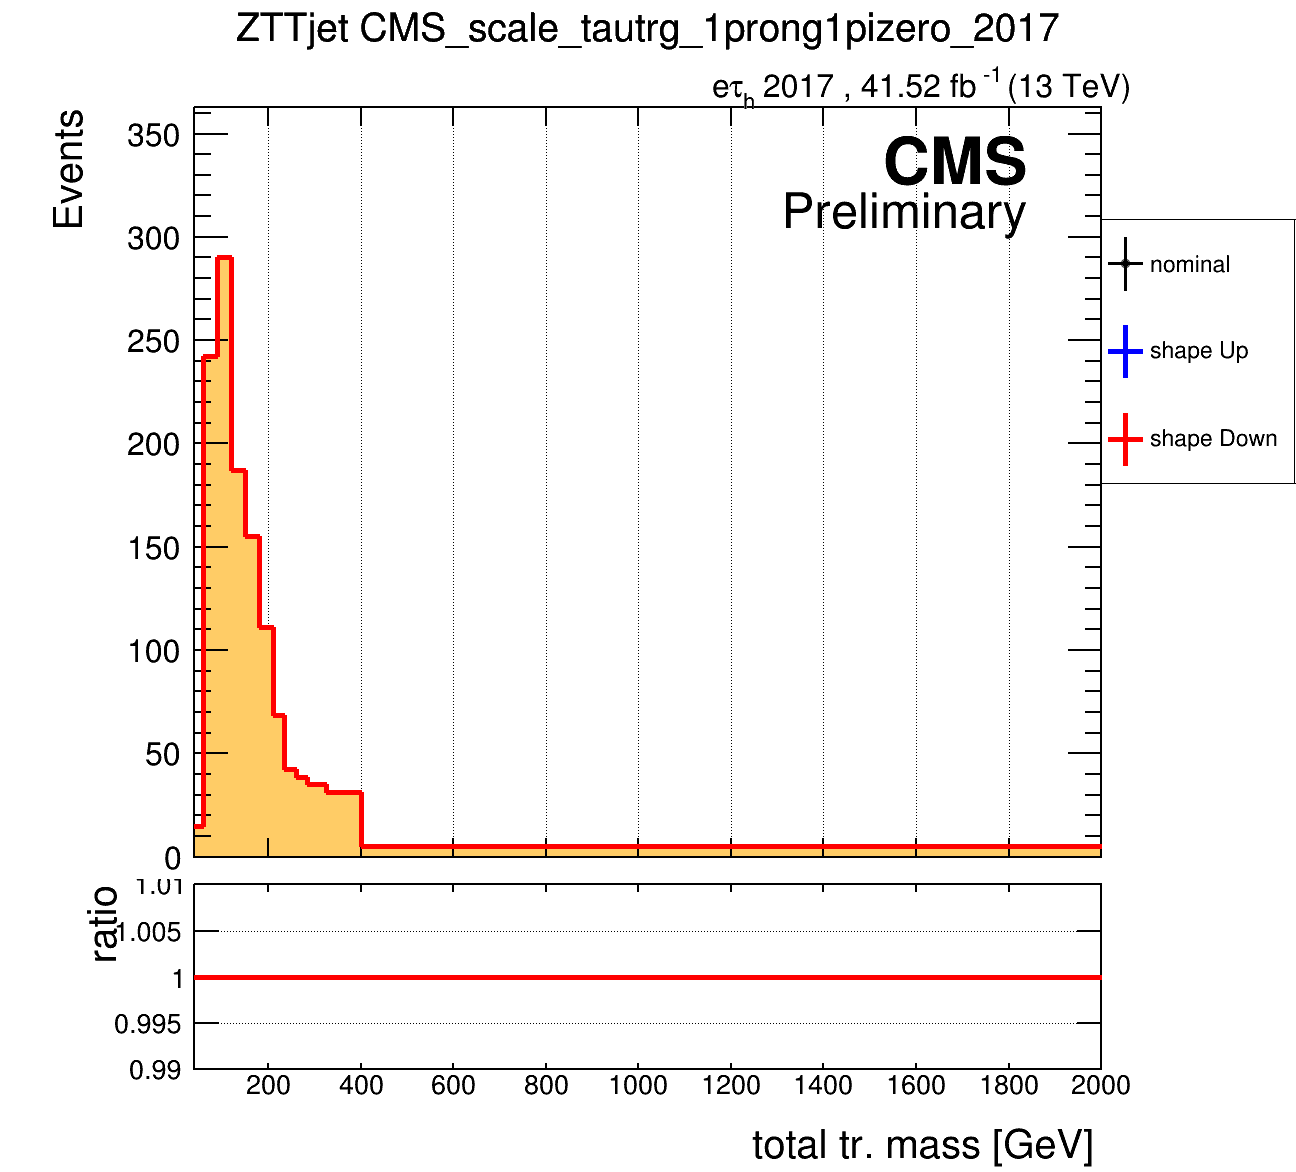 ZTTjet CMS_scale_tautrg_1prong1pizero_2017
eτh 2017 , 41.52 fb -1 (13 TeV)
Events
350
300
250
200
150
100
50
0
CMS
Preliminary
nominal
shape Up
shape Down
ratio
1.01
1.005
1
0.995
0.99
200 400 600 800 1000 1200 1400 1600 1800 2000
total tr. mass [GeV]